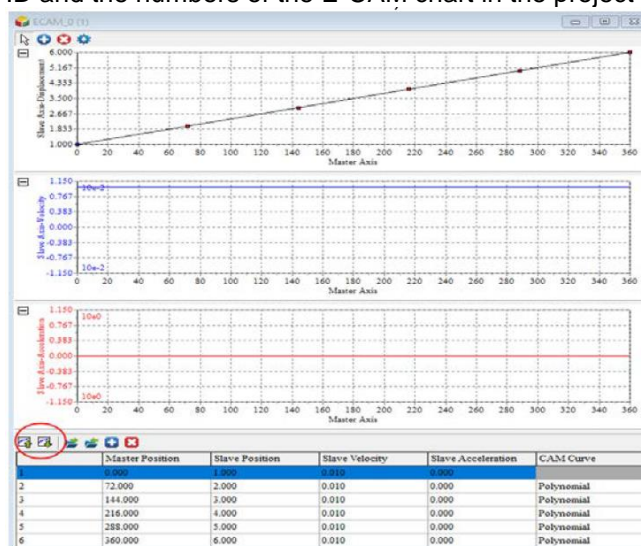 ID and the numbers of the E-CAM chart in the project
ECAM_0 (1)
6.000
5.167
4.333
3.500
2.667
1.833
1.000
Slave Axis-Displacement
0 20 40 60 80 100 120 140 160 180 200 220 240 260 280 300 320 340 360
Master Axis
1.150
0.767
0.383
0.000
-0.383
-0.767
-1.150
Slave Axis-Velocity
10e-2
10e-2
0 20 40 60 80 100 120 140 160 180 200 220 240 260 280 300 320 340 360
Master Axis
1.150
0.767
0.383
0.000
-0.383
-0.767
-1.150
Slave Axis-Acceleration
10e0
10e0
0 20 40 60 80 100 120 140 160 180 200 220 240 260 280 300 320 340 360
Master Axis
Master Position Slave Position Slave Velocity Slave Acceleration CAM Curve
1 0.000 1.000 0.010 0.000
2 72.000 2.000 0.010 0.000 Polynomial
3 144.000 3.000 0.010 0.000 Polynomial
4 216.000 4.000 0.010 0.000 Polynomial
5 288.000 5.000 0.010 0.000 Polynomial
6 360.000 6.000 0.010 0.000 Polynomial